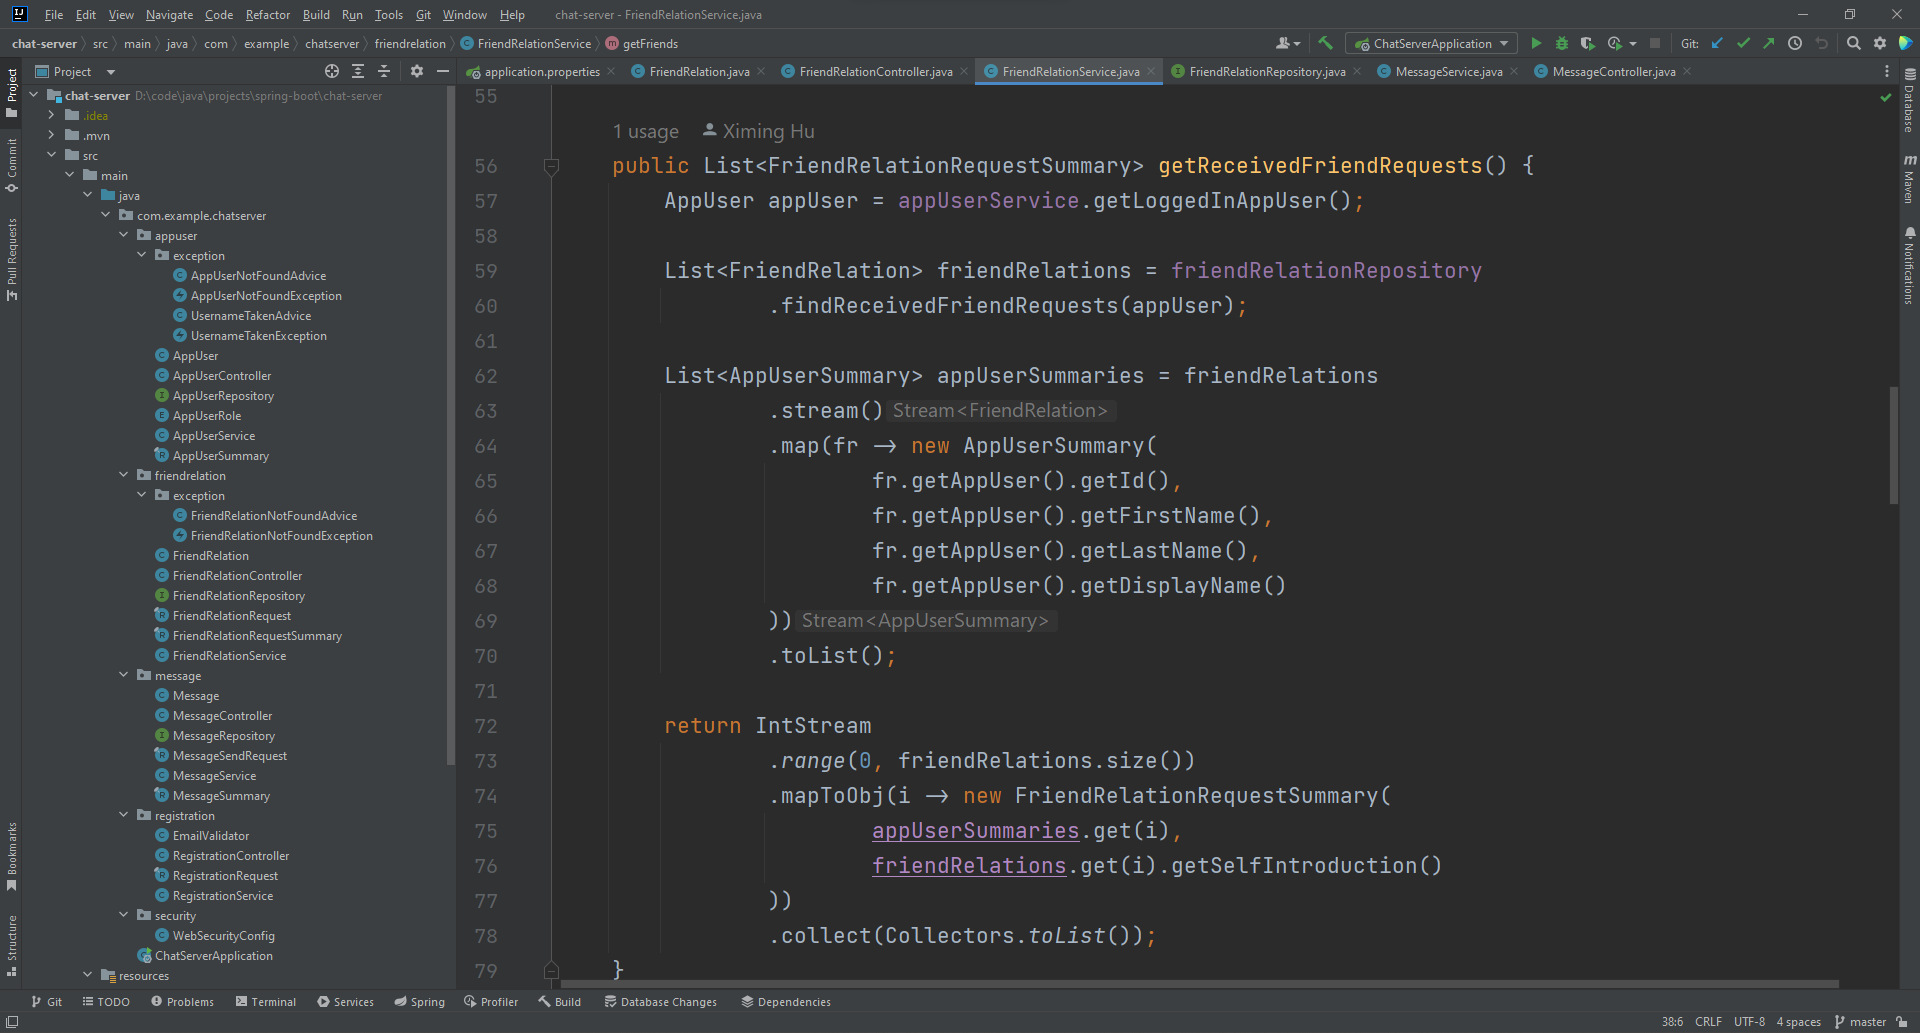 File Edit View Navigate Code Refactor Build Run Tools Git Window Help chat-server - FriendRelationService.java
chat-server src main java com example chatserver friendrelation FriendRelationService getFriends ChatServerApplication Git:
Project
application.properties FriendRelation.java FriendRelationController.java FriendRelationService.java FriendRelationRepository.java MessageService.java MessageController.java
Project
Commit
Pull Requests
Bookmarks
Structure
chat-server D:\code\java\projects\spring-boot\chat-server
.idea
.mvn
src
main
java
com.example.chatserver
appuser
exception
AppUserNotFoundAdvice
AppUserNotFoundException
UsernameTakenAdvice
UsernameTakenException
AppUser
AppUserController
AppUserRepository
AppUserRole
AppUserService
AppUserSummary
friendrelation
exception
FriendRelationNotFoundAdvice
FriendRelationNotFoundException
FriendRelation
FriendRelationController
FriendRelationRepository
FriendRelationRequest
FriendRelationRequestSummary
FriendRelationService
message
Message
MessageController
MessageRepository
MessageSendRequest
MessageService
MessageSummary
registration
EmailValidator
RegistrationController
RegistrationRequest
RegistrationService
security
WebSecurityConfig
ChatServerApplication
resources
55
1 usage Ximing Hu
56 public List<FriendRelationRequestSummary> getReceivedFriendRequests() {
57 AppUser appUser = appUserService.getLoggedInAppUser();
58
59 List<FriendRelation> friendRelations = friendRelationRepository
60 .findReceivedFriendRequests(appUser);
61
62 List<AppUserSummary> appUserSummaries = friendRelations
63 .stream() Stream<FriendRelation>
64 .map(fr -> new AppUserSummary(
65 fr.getAppUser().getId(),
66 fr.getAppUser().getFirstName(),
67 fr.getAppUser().getLastName(),
68 fr.getAppUser().getDisplayName()
69 )) Stream<AppUserSummary>
70 .toList();
71
72 return IntStream
73 .range(0, friendRelations.size())
74 .mapToObj(i -> new FriendRelationRequestSummary(
75 appUserSummaries.get(i),
76 friendRelations.get(i).getSelfIntroduction()
77 ))
78 .collect(Collectors.toList());
79 }
Database
Maven
Notifications
Git TODO Problems Terminal Services Spring Profiler Build Database Changes Dependencies
38:6 CRLF UTF-8 4 spaces master